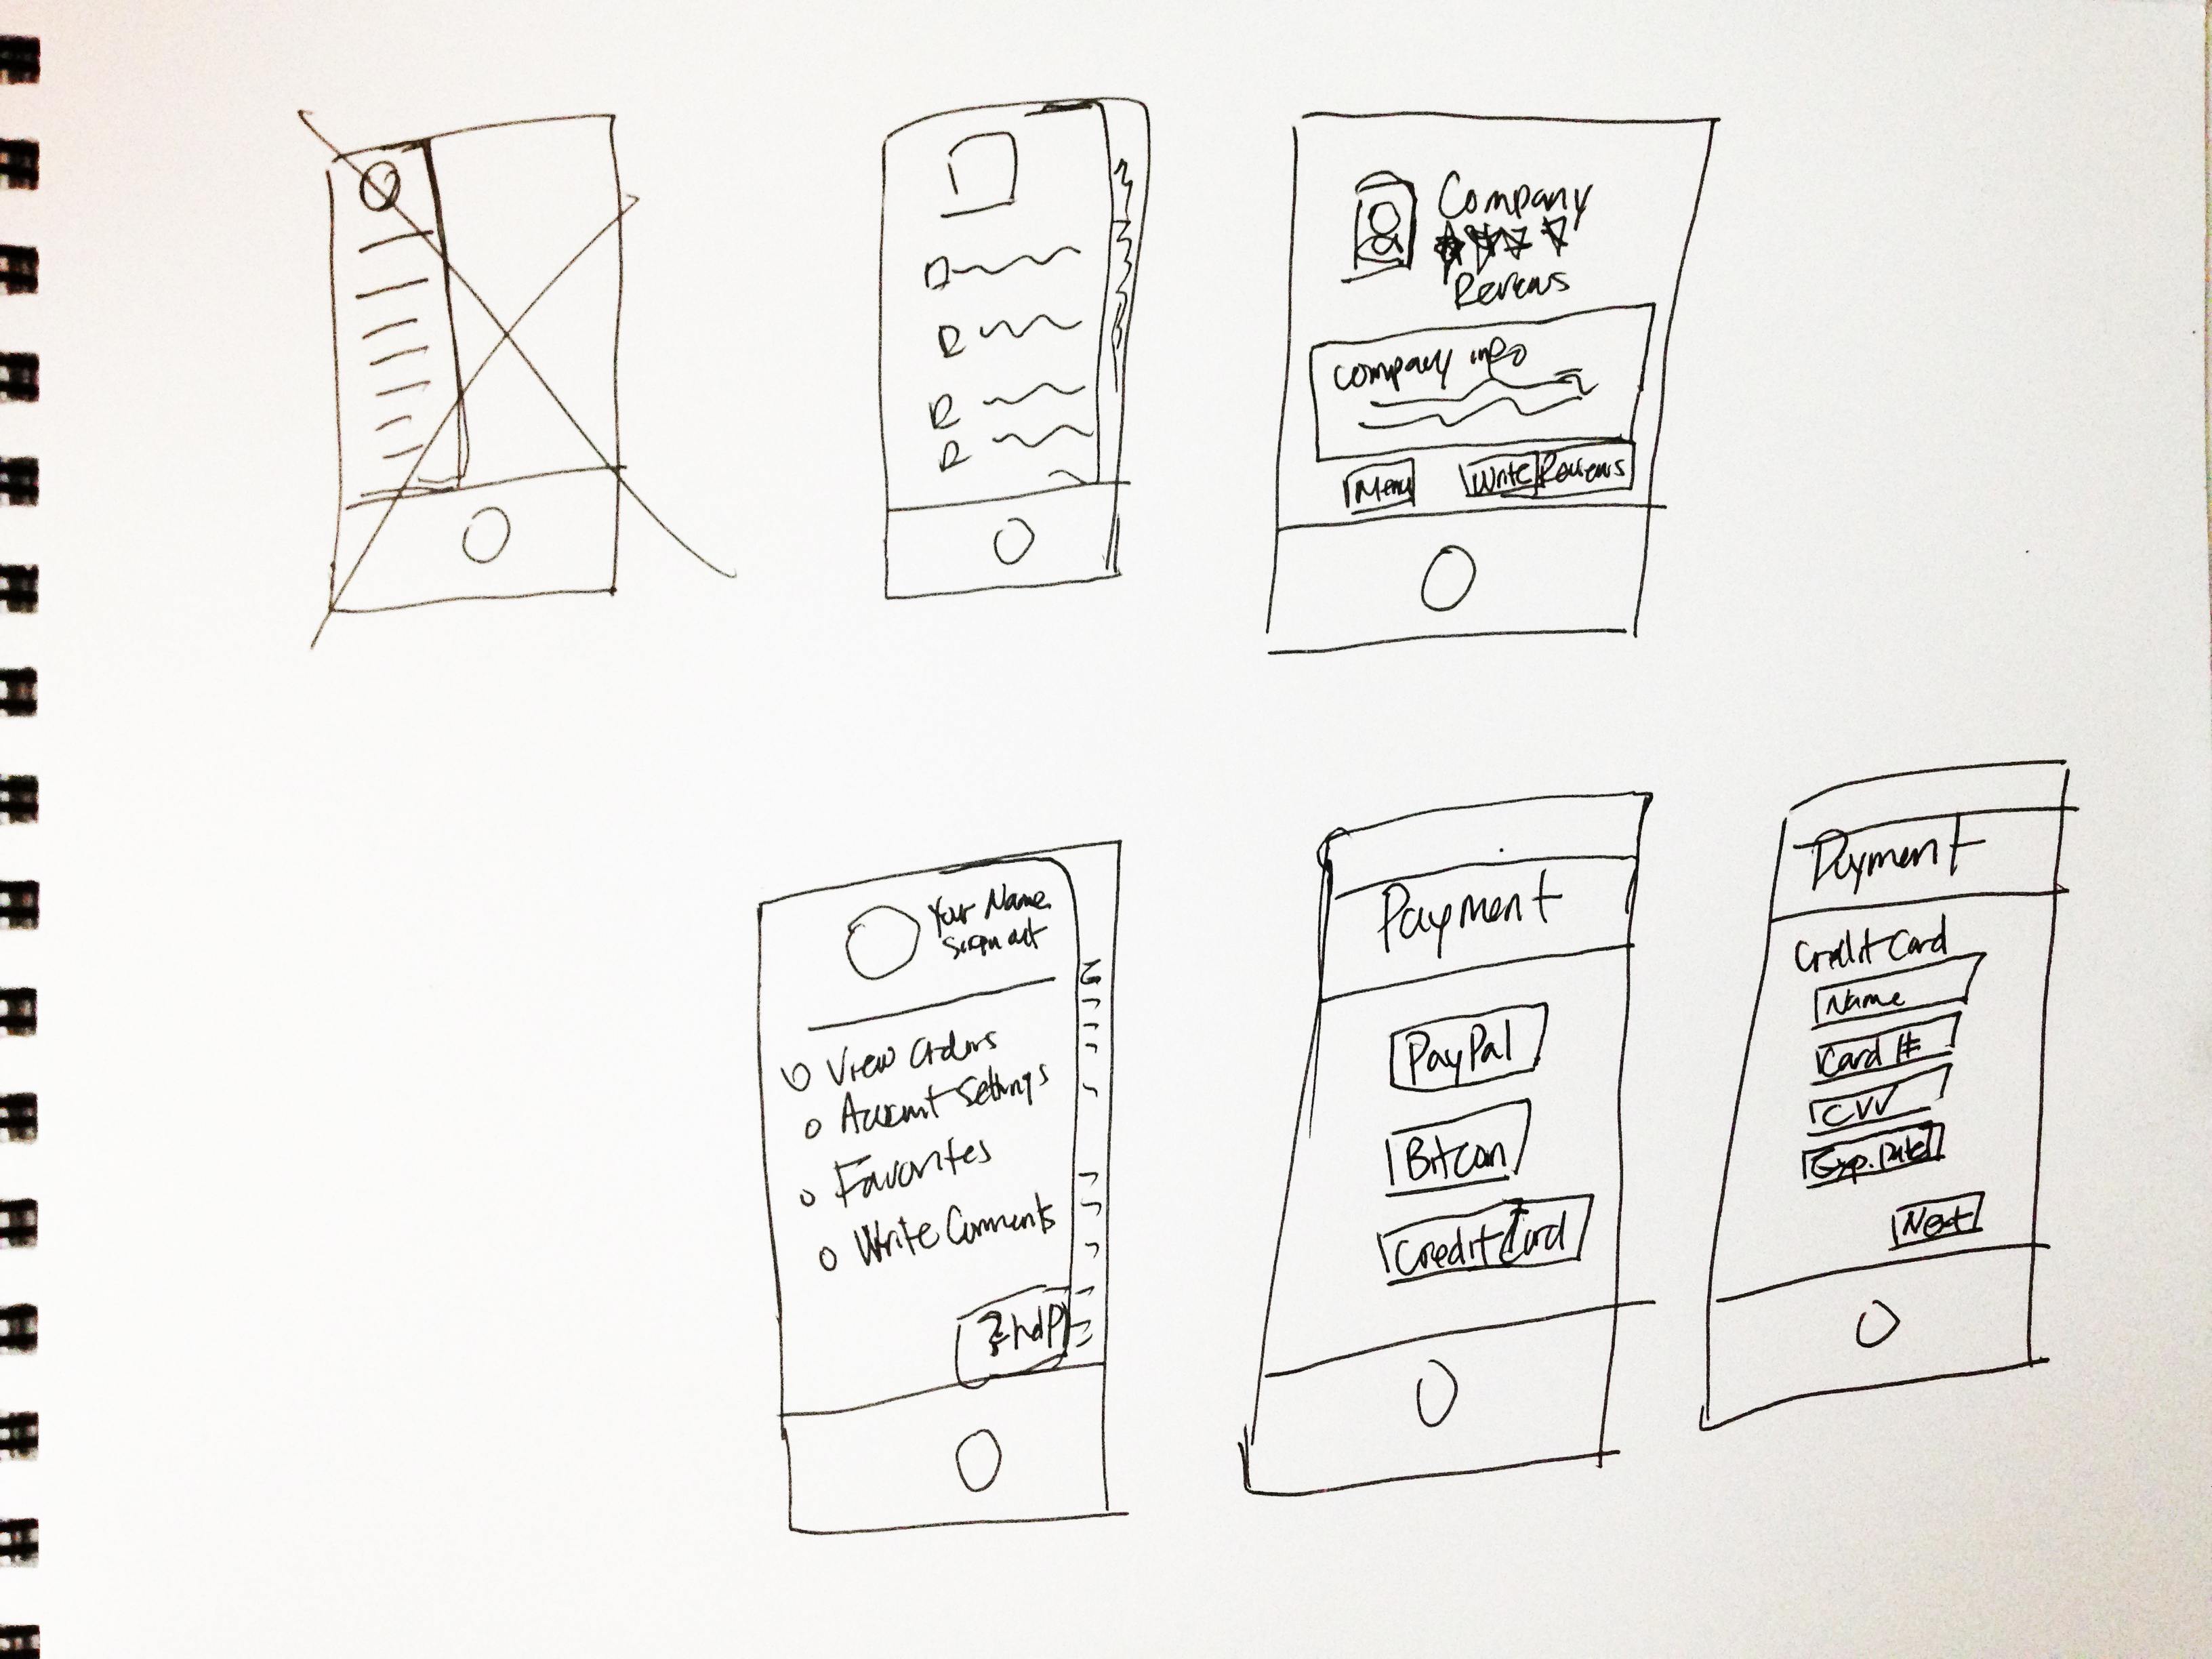 Company
Reviews
company info
Menu
Write Reviews
Your Name
sign out
View Orders
Account Settings
Favorites
Write Comments
? help
Payment
PayPal
Bitcoin
Credit Card
Payment
Credit Card
Name
Card #
CVV
Exp. Date
Next